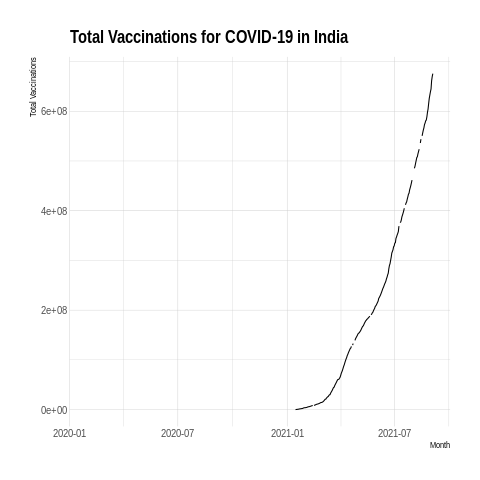 Total Vaccinations for COVID-19 in India
Total Vaccinations
6e+08
4e+08
2e+08
0e+00
2020-01 2020-07 2021-01 2021-07
Month